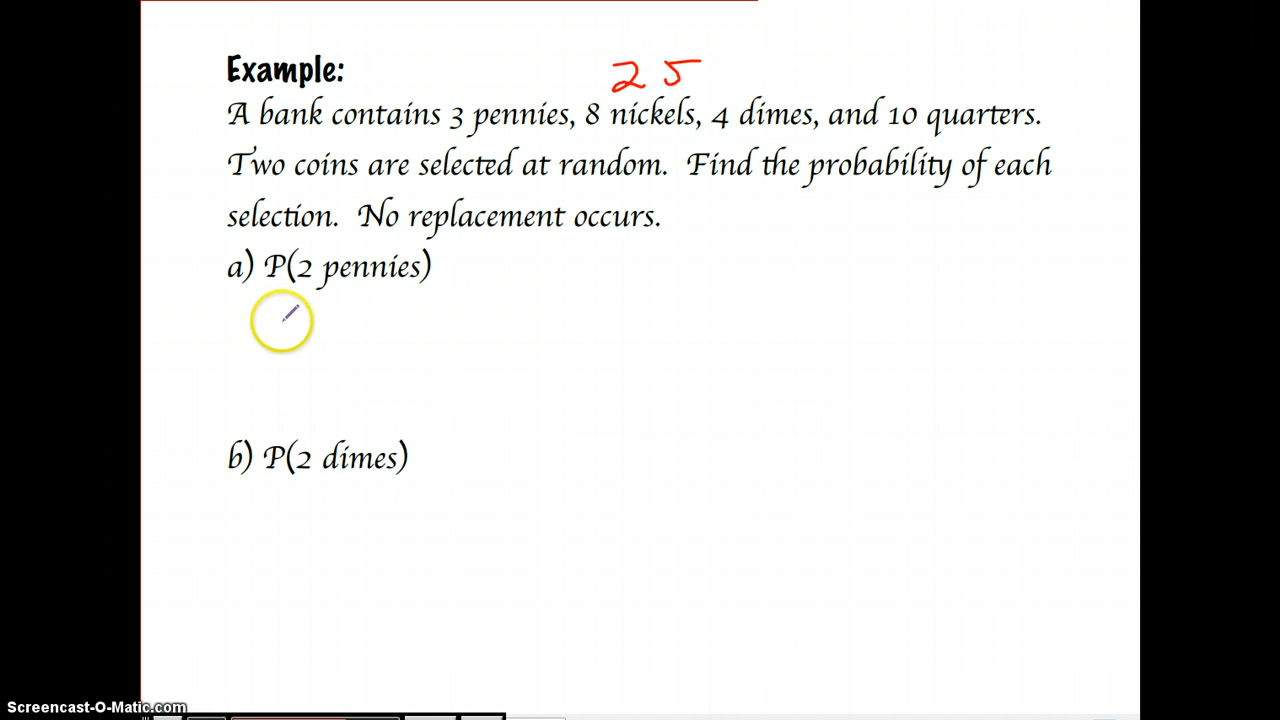 Example:
25
A bank contains 3 pennies, 8 nickels, 4 dimes, and 10 quarters.
Two coins are selected at random. Find the probability of each
selection. No replacement occurs.
a) P(2 pennies)
b) P(2 dimes)
Screencast-O-Matic.com